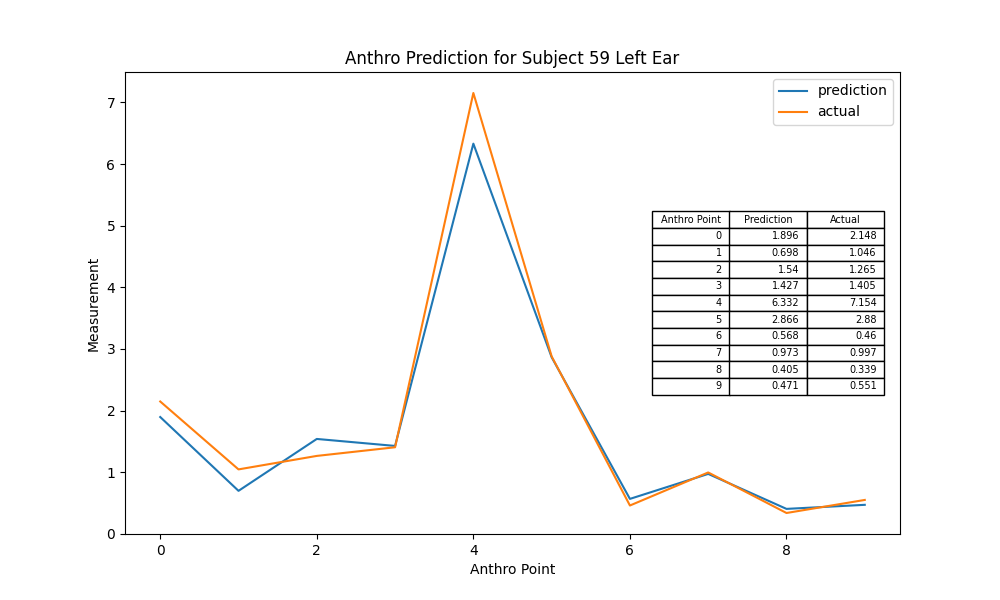 Anthro Prediction for Subject 59 Left Ear
prediction
actual
7
6
5
4
3
2
1
0
Measurement
Anthro Point Prediction Actual
0 1.896 2.148
1 0.698 1.046
2 1.54 1.265
3 1.427 1.405
4 6.332 7.154
5 2.866 2.88
6 0.568 0.46
7 0.973 0.997
8 0.405 0.339
9 0.471 0.551
0 2 4 6 8
Anthro Point